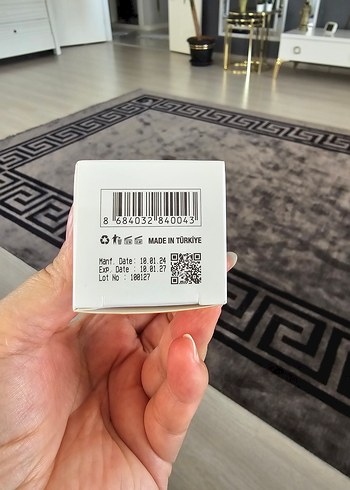 8 684032 840043
MADE IN TÜRKİYE
Manf. Date : 10.01.24
Exp. Date : 10.01.27
Lot No : 100127